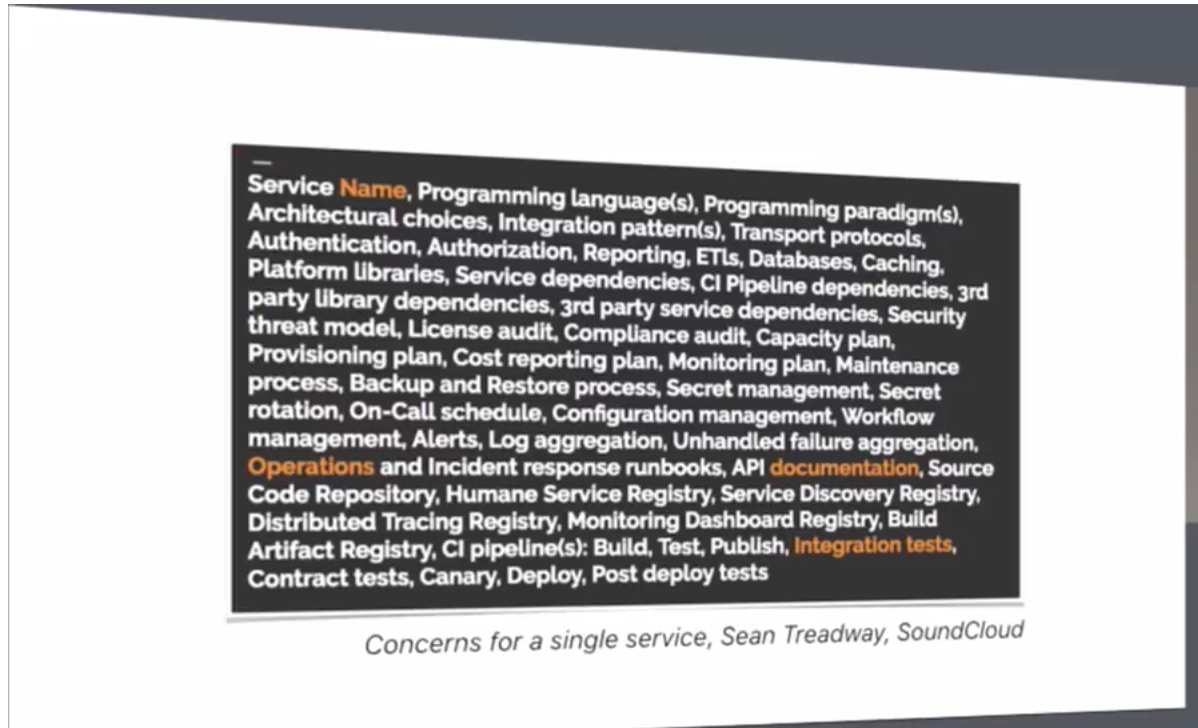 Service Name, Programming language(s), Programming paradigm(s),
Architectural choices, Integration pattern(s), Transport protocols,
Authentication, Authorization, Reporting, ETLs, Databases, Caching,
Platform libraries, Service dependencies, CI Pipeline dependencies, 3rd
party library dependencies, 3rd party service dependencies, Security
threat model, License audit, Compliance audit, Capacity plan,
Provisioning plan, Cost reporting plan, Monitoring plan, Maintenance
process, Backup and Restore process, Secret management, Secret
rotation, On-Call schedule, Configuration management, Workflow
management, Alerts, Log aggregation, Unhandled failure aggregation,
Operations and Incident response runbooks, API documentation, Source
Code Repository, Humane Service Registry, Service Discovery Registry,
Distributed Tracing Registry, Monitoring Dashboard Registry, Build
Artifact Registry, CI pipeline(s): Build, Test, Publish, Integration tests,
Contract tests, Canary, Deploy, Post deploy tests
Concerns for a single service, Sean Treadway, SoundCloud